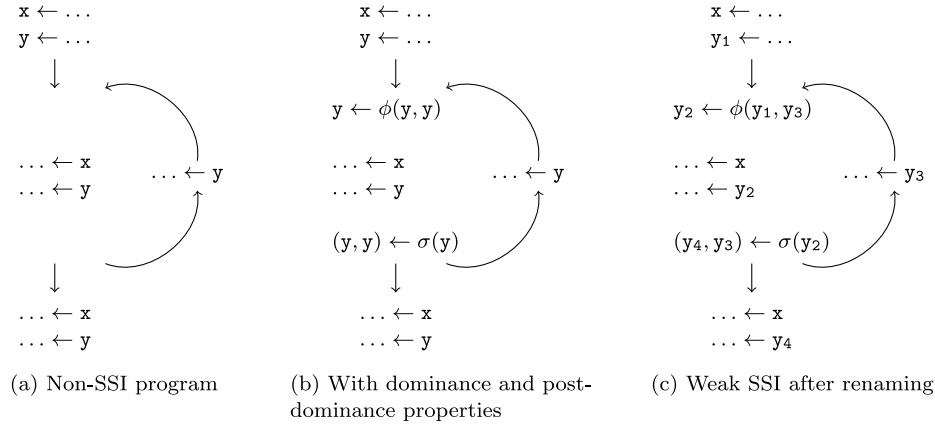 x ← ...
y ← ...
... ← x
... ← y
... ← y
... ← x
... ← y
(a) Non-SSI program
x ← ...
y ← ...
y ← ϕ(y, y)
... ← x
... ← y
... ← y
(y, y) ← σ(y)
... ← x
... ← y
(b) With dominance and post-
dominance properties
x ← ...
y₁ ← ...
y₂ ← ϕ(y₁, y₃)
... ← x
... ← y₂
... ← y₃
(y₄, y₃) ← σ(y₂)
... ← x
... ← y₄
(c) Weak SSI after renaming